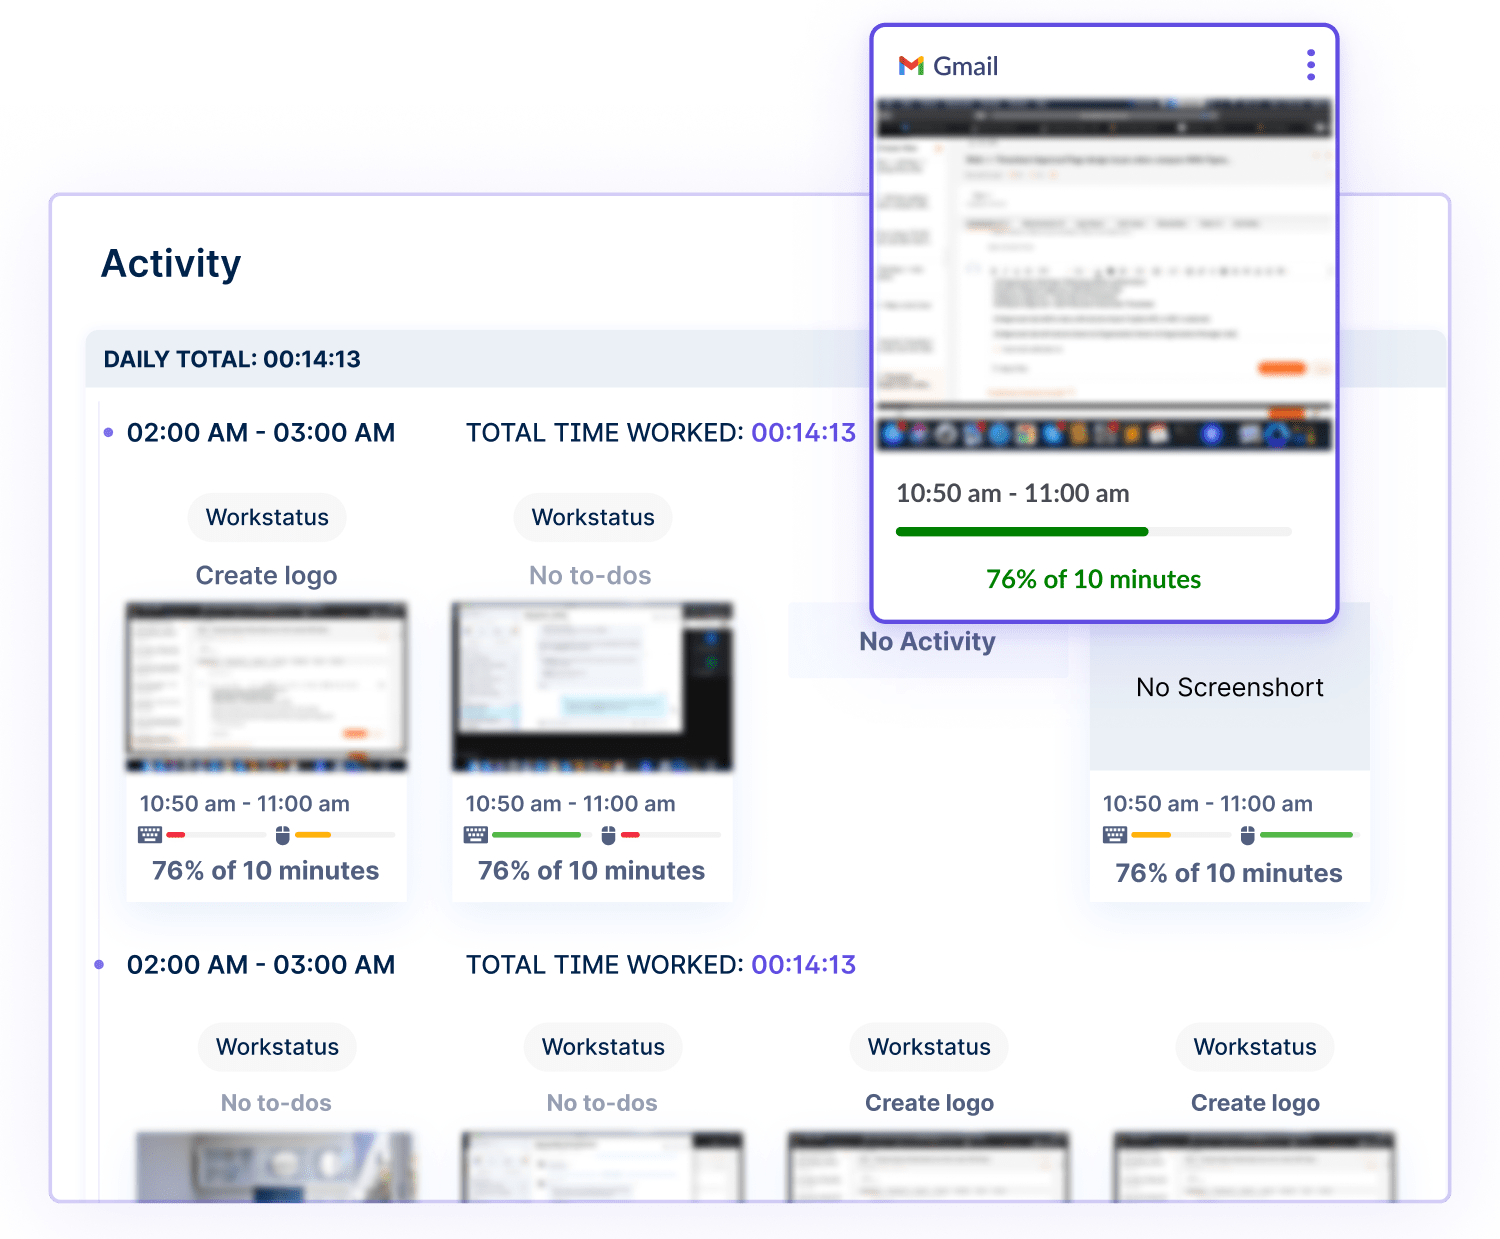 Gmail
10:50 am - 11:00 am
76% of 10 minutes
Activity
DAILY TOTAL: 00:14:13
02:00 AM - 03:00 AM
TOTAL TIME WORKED: 00:14:13
Workstatus
Workstatus
Create logo
No to-dos
No Activity
No Screenshort
10:50 am - 11:00 am
10:50 am - 11:00 am
10:50 am - 11:00 am
76% of 10 minutes
76% of 10 minutes
76% of 10 minutes
02:00 AM - 03:00 AM
TOTAL TIME WORKED: 00:14:13
Workstatus
Workstatus
Workstatus
Workstatus
No to-dos
No to-dos
Create logo
Create logo